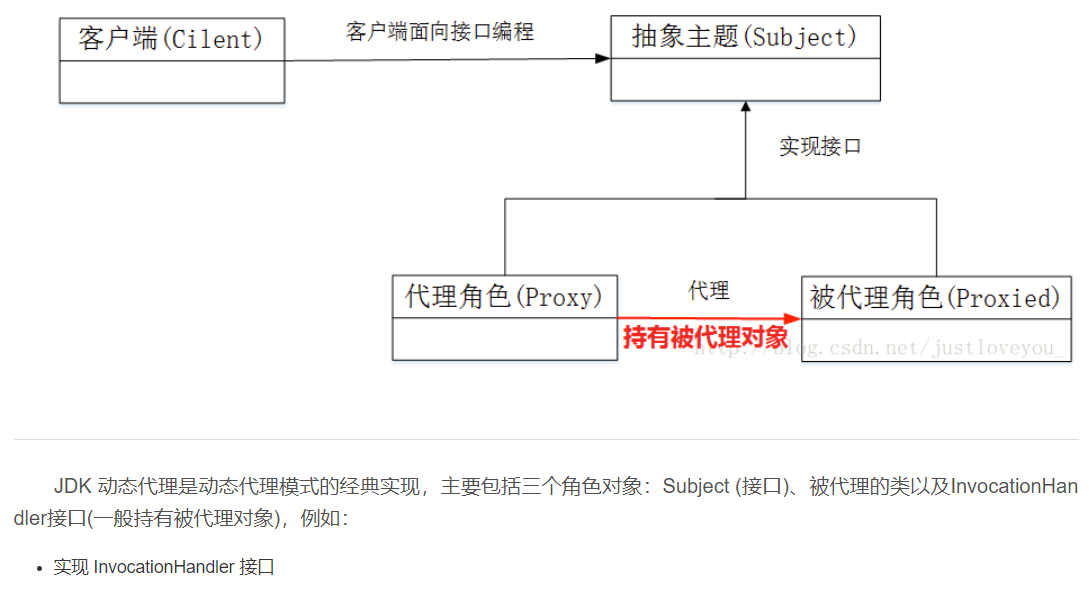 客户端(Cilent)
客户端面向接口编程
抽象主题(Subject)
实现接口
代理角色(Proxy)
代理
被代理角色(Proxied)
持有被代理对象
http://blog.csdn.net/justloveyou_
JDK 动态代理是动态代理模式的经典实现，主要包括三个角色对象：Subject (接口)、被代理的类以及InvocationHan
dler接口(一般持有被代理对象)，例如：
• 实现 InvocationHandler 接口